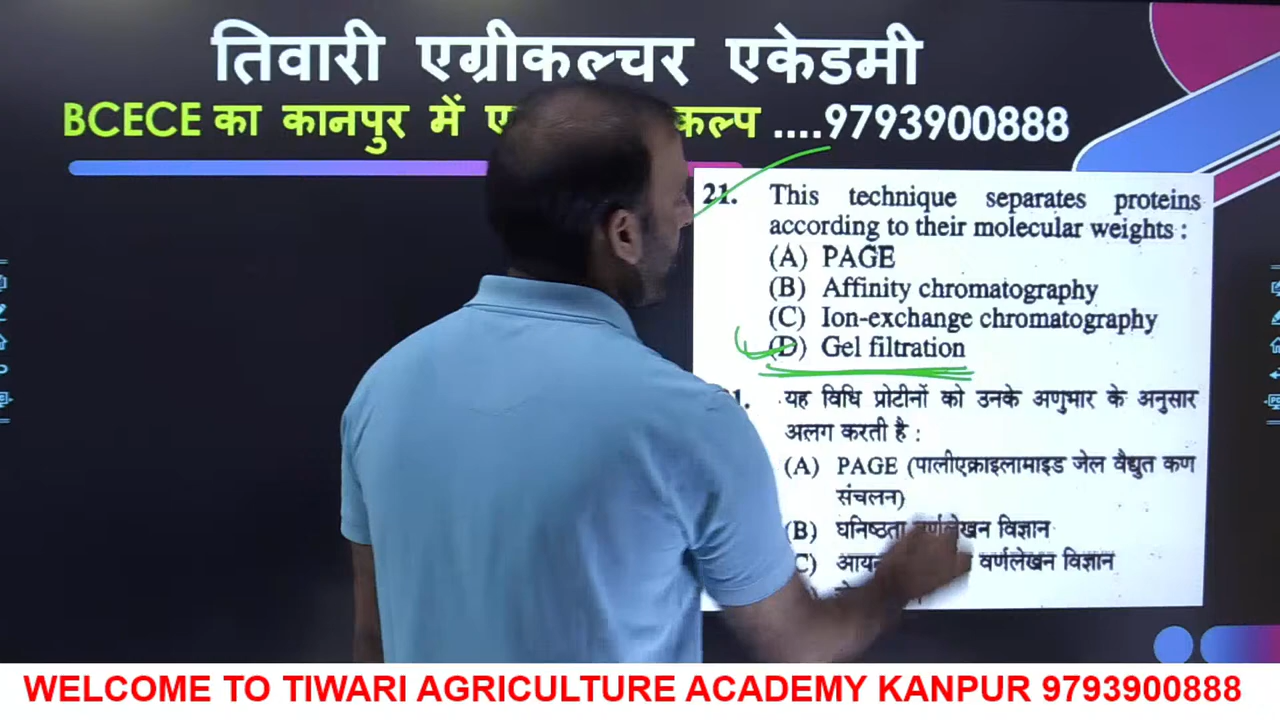 तिवारी एग्रीकल्चर एकेडमी
BCECE का कानपुर में कल्प ....9793900888
21. This technique separates proteins
according to their molecular weights :
(A) PAGE
(B) Affinity chromatography
(C) Ion-exchange chromatography
(D) Gel filtration
यह विधि प्रोटीनों को उनके अणुभार के अनुसार
अलग करती है :
(A) PAGE (पालीएक्राइलामाइड जेल वैद्युत कण
संचलन)
(B) घनिष्ठता वर्णलेखन विज्ञान
C) वर्णलेखन विज्ञान
WELCOME TO TIWARI AGRICULTURE ACADEMY KANPUR 9793900888